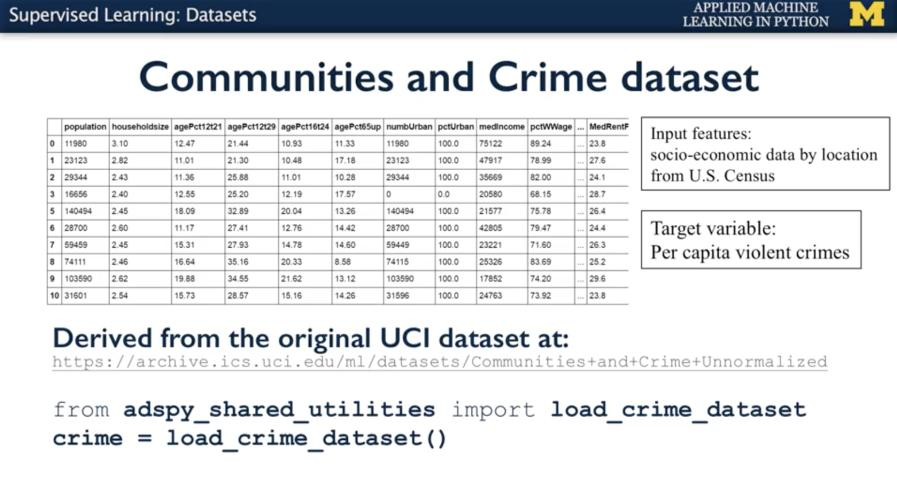 Supervised Learning: Datasets
APPLIED MACHINE
LEARNING IN PYTHON
M
Communities and Crime dataset
population householdsize agePct12t21 agePct12t29 agePct16t24 agePct65up numbUrban pctUrban medIncome pctWWage ... MedRentP
0 11980 3.10 12.47 21.44 10.93 11.33 11980 100.0 75122 89.24 ... 23.8
1 23123 2.82 11.01 21.30 10.48 17.18 23123 100.0 47917 78.99 ... 27.6
2 29344 2.43 11.36 25.88 11.01 10.28 29344 100.0 35669 82.00 ... 24.1
3 16656 2.40 12.55 25.20 12.19 17.57 0 0.0 20580 68.15 ... 28.7
5 140494 2.45 18.09 32.89 20.04 13.26 140494 100.0 21577 75.78 ... 26.4
6 28700 2.60 11.17 27.41 12.76 14.42 28700 100.0 42805 79.47 ... 24.4
7 59459 2.45 15.31 27.93 14.78 14.60 59449 100.0 23221 71.60 ... 26.3
8 74111 2.46 16.64 35.16 20.33 8.58 74115 100.0 25326 83.69 ... 25.2
9 103590 2.62 19.88 34.55 21.62 13.12 103590 100.0 17852 74.20 ... 29.6
10 31601 2.54 15.73 28.57 15.16 14.26 31596 100.0 24763 73.92 ... 23.8
Input features:
socio-economic data by location
from U.S. Census
Target variable:
Per capita violent crimes
Derived from the original UCI dataset at:
https://archive.ics.uci.edu/ml/datasets/Communities+and+Crime+Unnormalized
from adspy_shared_utilities import load_crime_dataset
crime = load_crime_dataset()